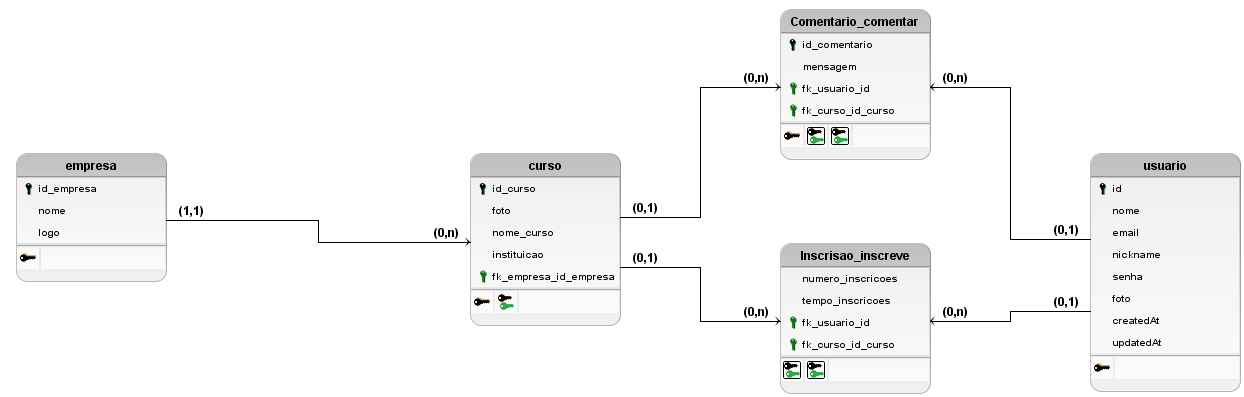 empresa
id_empresa
nome
logo
(1,1)
(0,n)
curso
id_curso
foto
nome_curso
instituicao
fk_empresa_id_empresa
(0,1)
(0,1)
(0,n)
(0,n)
Comentario_comentar
id_comentario
mensagem
fk_usuario_id
fk_curso_id_curso
Inscrisao_inscreve
numero_inscricoes
tempo_inscricoes
fk_usuario_id
fk_curso_id_curso
(0,n)
(0,n)
(0,1)
(0,1)
usuario
id
nome
email
nickname
senha
foto
createdAt
updatedAt